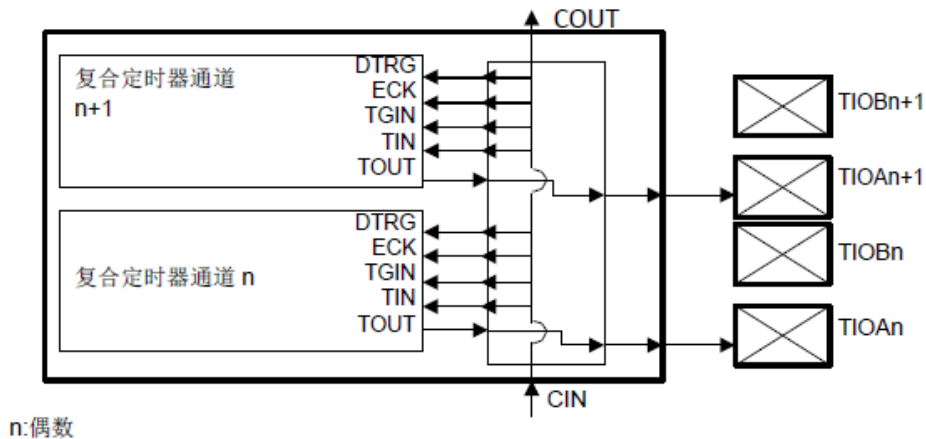 COUT
复合定时器通道
n+1
DTRG
ECK
TGIN
TIN
TOUT
复合定时器通道 n
DTRG
ECK
TGIN
TIN
TOUT
TIOBn+1
TIOAn+1
TIOBn
TIOAn
CIN
n:偶数